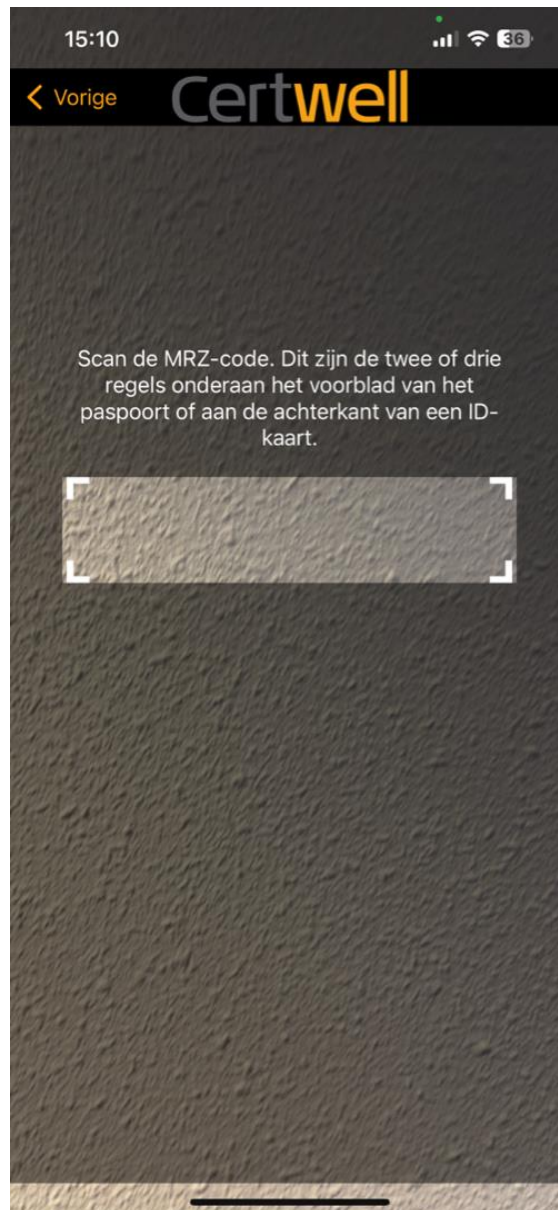 15:10
36
Vorige
Certwell
Scan de MRZ-code. Dit zijn de twee of drie
regels onderaan het voorblad van het
paspoort of aan de achterkant van een ID-
kaart.